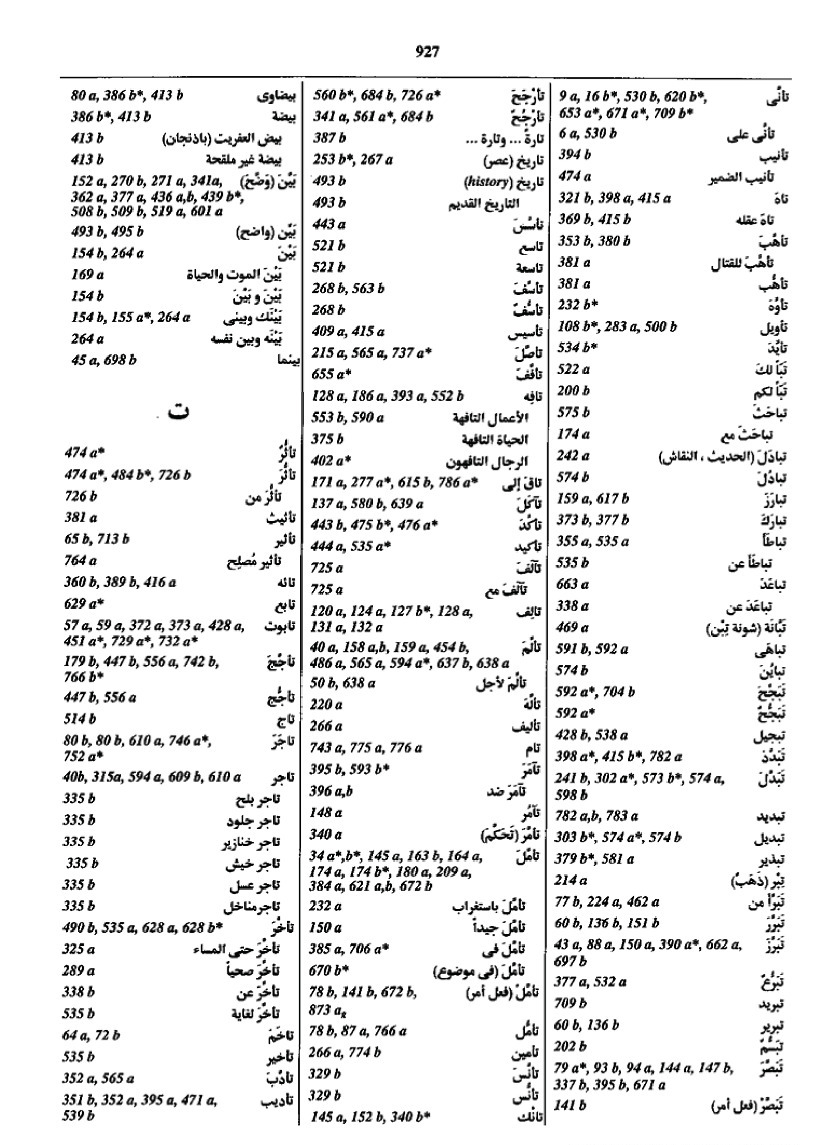 927
80 a, 386 b*, 413 b بيضاوى
386 b*, 413 b بيضة
413 b بيض العفريت (باذنجان)
413 b بيضة غير ملقحة
152 a, 270 b, 271 a, 341a, بَيَّنَ (وَضَّحَ)
362 a, 377 a, 436 a,b, 439 b*,
508 b, 509 b, 519 a, 601 a
493 b, 495 b بَيِّن (واضح)
154 b, 264 a بَيْنَ
169 a بَيْنَ الموت والحياة
154 b بَيْنَ و بَيْنَ
154 b, 155 a*, 264 a بَيْنَك وبينى
264 a بَيْنَه وبين نفسه
45 a, 698 b بينما
ت
474 a* تأثُرٌ
474 a*, 484 b*, 726 b تأثَّرَ
726 b تأثَّرَ من
381 a تأنيث
65 b, 713 b تأثير
764 a تأثير مُصلِح
360 b, 389 b, 416 a تائه
629 a* تابع
57 a, 59 a, 372 a, 373 a, 428 a, تابوت
451 a*, 729 a*, 732 a*
179 b, 447 b, 556 a, 742 b, تأجَّجَ
766 b*
447 b, 556 a تأجُّج
514 b تاج
80 b, 80 b, 610 a, 746 a*, تاجَرَ
752 a*
40b, 315a, 594 a, 609 b, 610 a تاجر
335 b تاجر بلح
335 b تاجر جلود
335 b تاجر خنازير
335 b تاجر خيش
335 b تاجر عسل
335 b تاجرمناخل
490 b, 535 a, 628 a, 628 b* تأخَّرَ
325 a تأخَّرَ حتى المساء
289 a تأخَّرَ صحياً
338 b تأخَّرَ عن
535 b تأخَّرَ لغاية
64 a, 72 b تاخَمَ
535 b تأخير
352 a, 565 a تأدَّبَ
351 b, 352 a, 395 a, 471 a, تأديب
539 b
560 b*, 684 b, 726 a* تأرْجَحَ
341 a, 561 a*, 684 b تأرْجُحٌ
387 b تارةً ... وتارة ...
253 b*, 267 a تاريخ (عصر)
493 b تاريخ (history)
493 b التاريخ القديم
443 a تأسَّسَ
521 b تاسع
521 b تاسعة
268 b, 563 b تأسَّفَ
268 b تأسُّفٌ
409 a, 415 a تأسيس
215 a, 565 a, 737 a* تأصَّلَ
655 a* تأفُّفٌ
128 a, 186 a, 393 a, 552 b تافِه
553 b, 590 a الأعمال التافهة
375 b الحياة التافهة
402 a* الرجال التافهون
171 a, 277 a*, 615 b, 786 a* تاقَ إلى
137 a, 580 b, 639 a تآكَلَ
443 b, 475 b*, 476 a* تأكَّدَ
444 a, 535 a* تأكيد
725 a تآلَفَ
725 a تآلَفَ مع
120 a, 124 a, 127 b*, 128 a, تالِف
131 a, 132 a
40 a, 158 a,b, 159 a, 454 b, تألَّمَ
486 a, 565 a, 594 a*, 637 b, 638 a
50 b, 638 a تألَّمَ لأجل
220 a تألَّهَ
266 a تأليف
743 a, 775 a, 776 a تام
395 b, 593 b* تآمَرَ
396 a,b تآمَرَ ضد
148 a تآمُر
340 a تأمَّرَ (تَحَكَّم)
34 a*,b*, 145 a, 163 b, 164 a, تأمَّلَ
174 a, 174 b*, 180 a, 209 a,
384 a, 621 a,b, 672 b
232 a تأمَّلَ باستغراب
150 a تأمَّلَ جيداً
385 a, 706 a* تأمَّلَ فى
670 b* تأمَّلَ (فى موضوع)
78 b, 141 b, 672 b, تأمَّلْ (فعل أمر)
873 a
78 b, 87 a, 766 a تأمُّل
266 a, 774 b تأمين
329 b تأنَّسَ
329 b تأنُّس
145 a, 152 b, 340 b* تأنَّكَ
9 a, 16 b*, 530 b, 620 b*, تأنَّى
653 a*, 671 a*, 709 b*
6 a, 530 b تأنَّى على
394 b تأنيب
474 a تأنيب الضمير
321 b, 398 a, 415 a تاهَ
369 b, 415 b تاهَ عقله
353 b, 380 b تأهَّبَ
381 a تأهَّبَ للقتال
381 a تأهُّب
232 b* تأوَّهَ
108 b*, 283 a, 500 b تأويل
534 b* تأيَّدَ
522 a تَبّاً لكَ
200 b تَبّاً لكم
575 b تباحَثَ
174 a تباحَثَ مع
242 a تبادَلَ (الحديث ، النقاش)
574 b تبادُلَ
159 a, 617 b تبارَزَ
373 b, 377 b تبارَكَ
355 a, 535 a تباطَأ
535 b تباطَأ عن
663 a تباعَدَ
338 a تباعَدَ عن
469 a تَبَّانَة (شونة تِبْن)
591 b, 592 a تباهَى
574 b تبايُنَ
592 a*, 704 b تَبَجَّحَ
592 a* تَبَجُّحٌ
428 b, 538 a تبجيل
398 a*, 415 b*, 782 a تَبَدَّدَ
241 b, 302 a*, 573 b*, 574 a, تَبَدَّلَ
598 b
782 a,b, 783 a تبديد
303 b*, 574 a*, 574 b تبديل
379 b*, 581 a تبذير
214 a تِبْر (ذَهَبٌ)
77 b, 224 a, 462 a تَبَرَّأ من
60 b, 136 b, 151 b تَبَرَّرَ
43 a, 88 a, 150 a, 390 a*, 662 a, تَبَرَّزَ
697 b
377 a, 532 a تَبَرُّعٌ
709 b تبريد
60 b, 136 b تبرير
202 b تَبَسُّمٌ
79 a*, 93 b, 94 a, 144 a, 147 b, تَبَصَّرَ
337 b, 395 b, 671 a
141 b تَبَصَّرْ (فعل أمر)